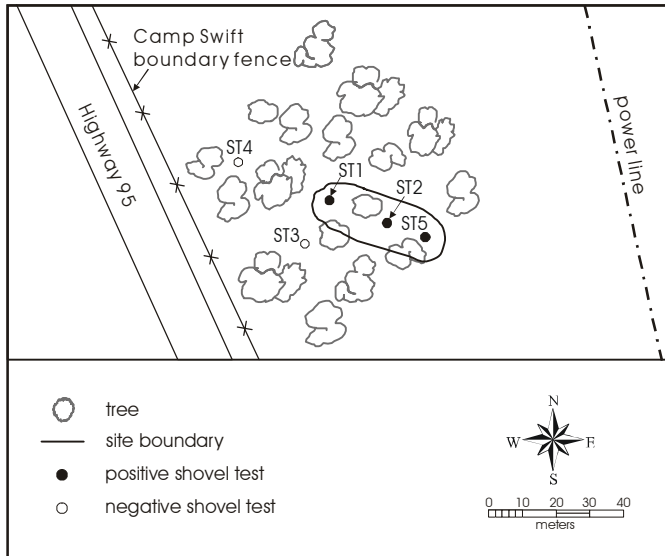 Camp Swift
boundary fence
Highway 95
power line
ST4
ST1
ST2
ST5
ST3
tree
site boundary
positive shovel test
negative shovel test
N
W E
S
0 10 20 30 40
meters